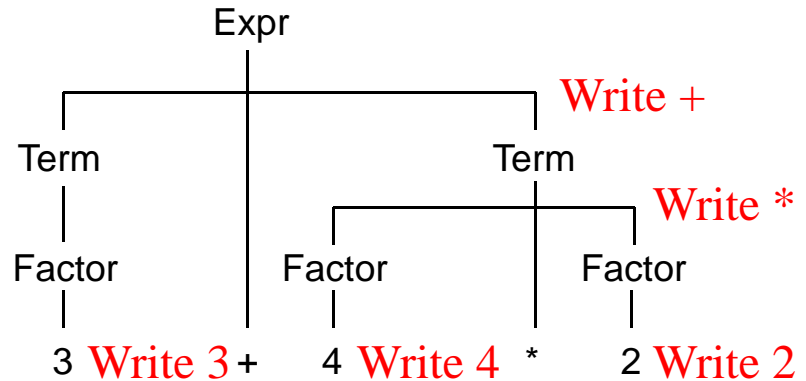 Expr
Write +
Term Term
Write *
Factor Factor Factor
3 Write 3 + 4 Write 4 * 2 Write 2